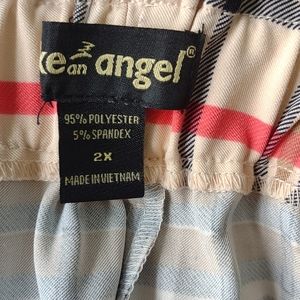 ke an angel®
95% POLYESTER
5% SPANDEX
2X
MADE IN VIETNAM